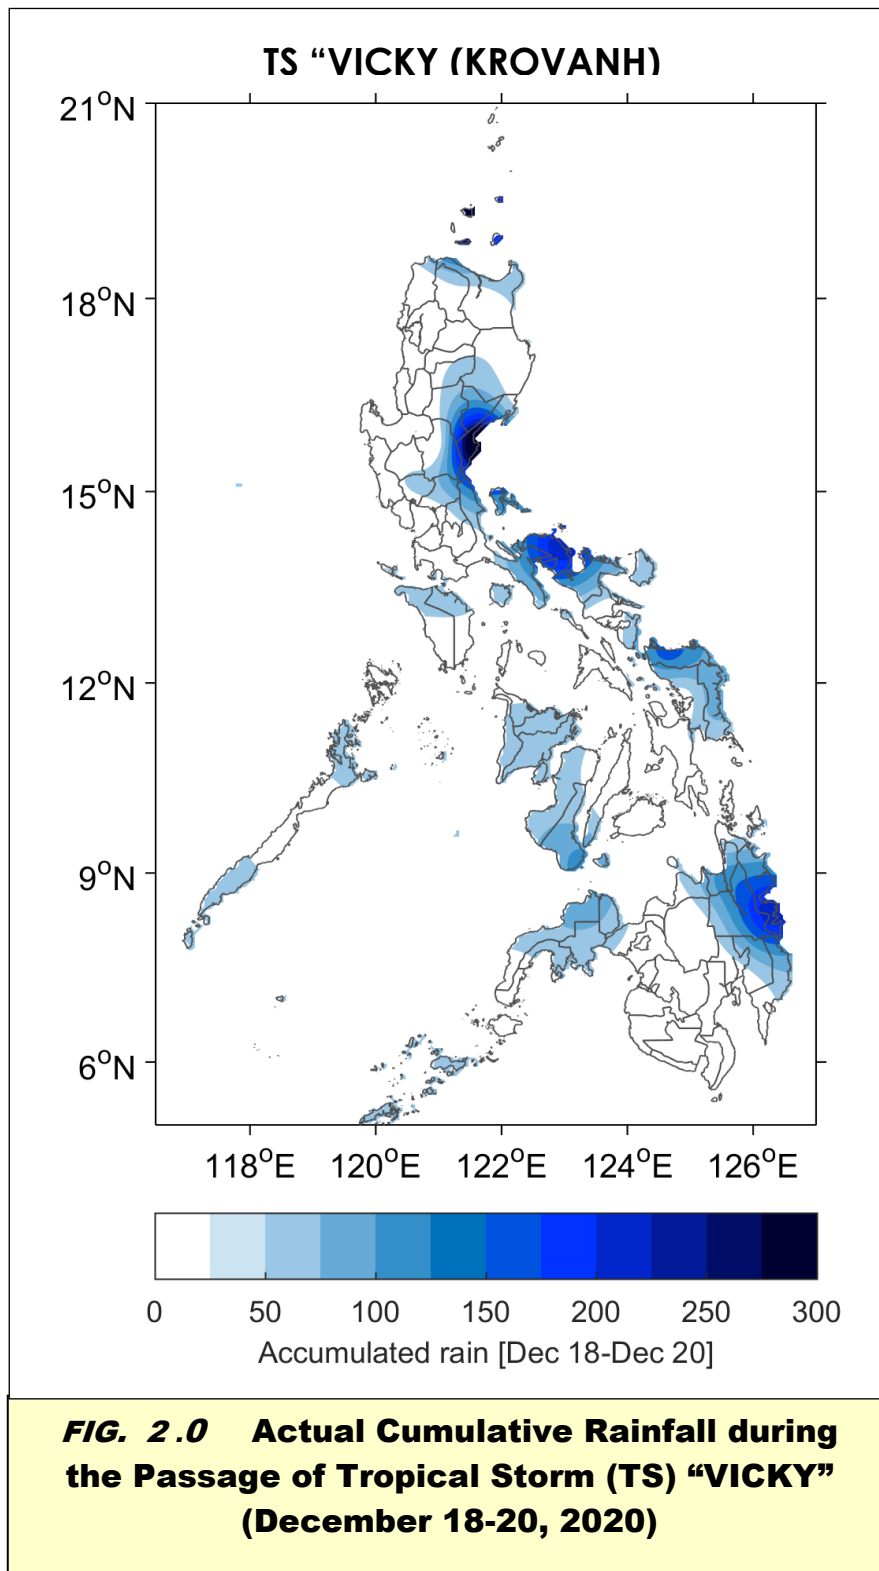 TS “VICKY (KROVANH)
21°N
18°N
15°N
12°N
9°N
6°N
118°E 120°E 122°E 124°E 126°E
0 50 100 150 200 250 300
Accumulated rain [Dec 18-Dec 20]
FIG. 2.0 Actual Cumulative Rainfall during
the Passage of Tropical Storm (TS) “VICKY”
(December 18-20, 2020)